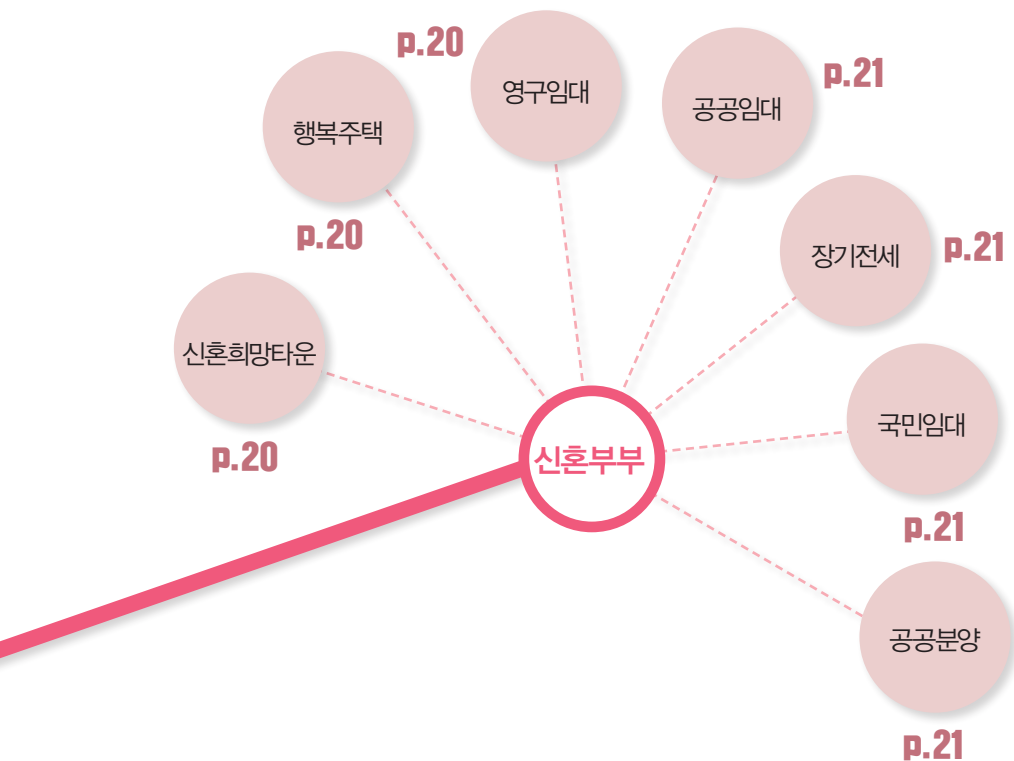 p.20
영구임대
p.21
공공임대
행복주택
p.20
장기전세
p.21
신혼희망타운
p.20
국민임대
p.21
신혼부부
공공분양
p.21